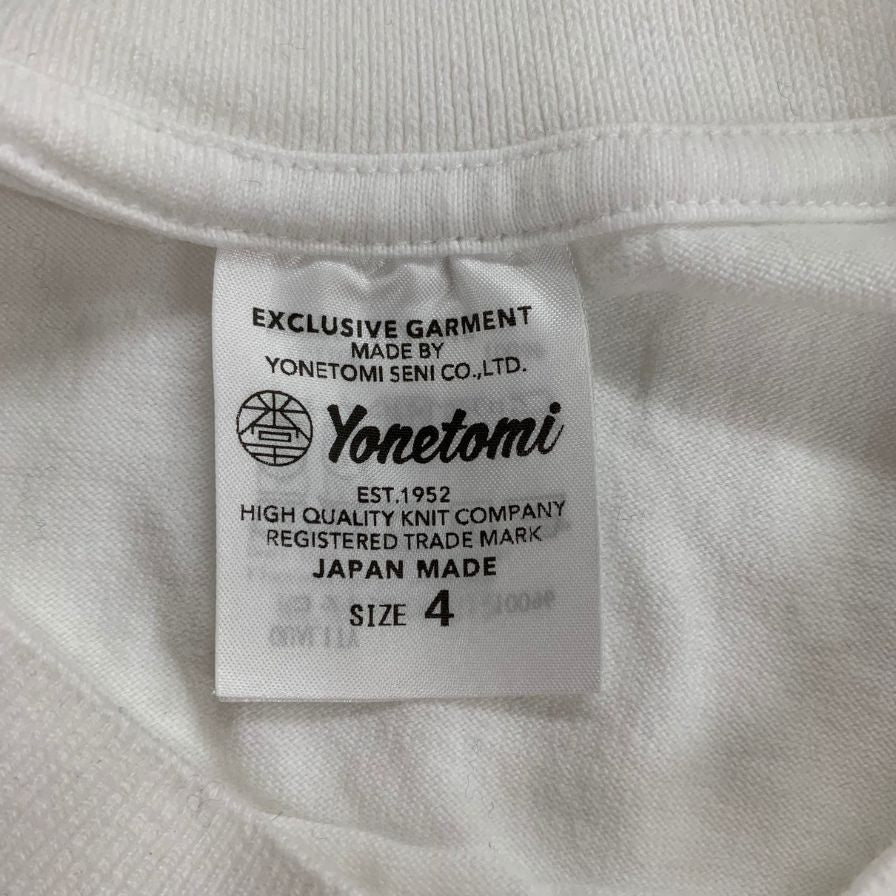 EXCLUSIVE GARMENT
MADE BY
YONETOMI SENI CO.,LTD.
Yonetomi
EST.1952
HIGH QUALITY KNIT COMPANY
REGISTERED TRADE MARK
JAPAN MADE
SIZE 4